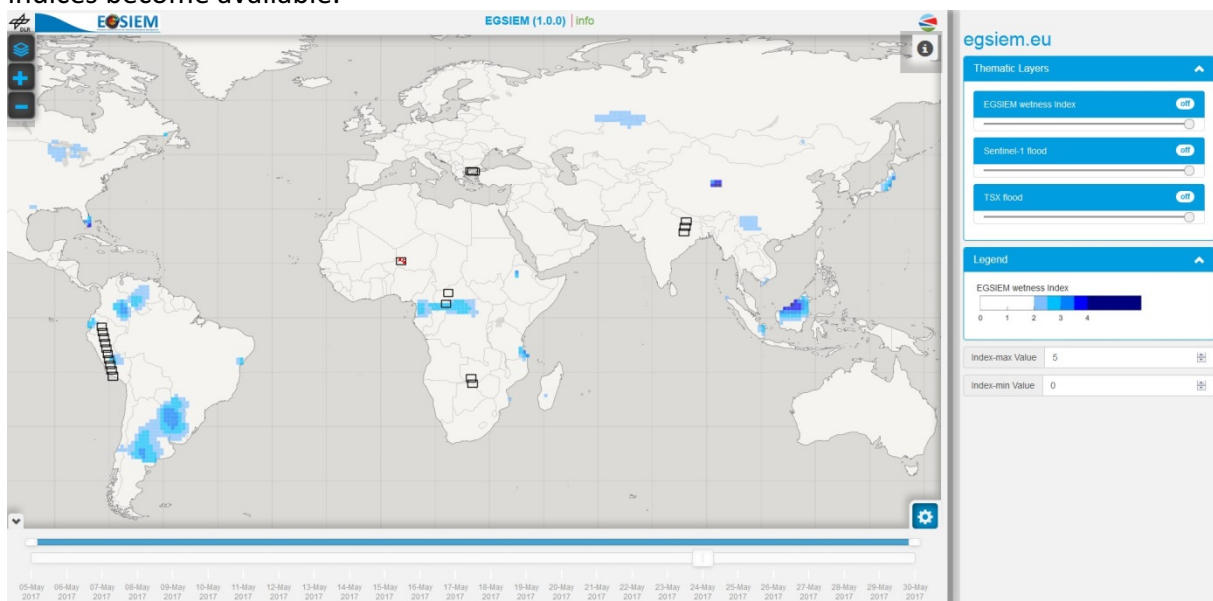 indices become available.
DLR
EGSIEM
EGSIEM (1.0.0) | info
egsiem.eu
Thematic Layers
EGSIEM wetness Index
off
Sentinel-1 flood
off
TSX flood
off
Legend
EGSIEM wetness Index
0 1 2 3 4
Index-max Value 5
Index-min Value 0
05-May 06-May 07-May 08-May 09-May 10-May 11-May 12-May 13-May 14-May 15-May 16-May 17-May 18-May 19-May 20-May 21-May 22-May 23-May 24-May 25-May 26-May 27-May 28-May 29-May 30-May
2017 2017 2017 2017 2017 2017 2017 2017 2017 2017 2017 2017 2017 2017 2017 2017 2017 2017 2017 2017 2017 2017 2017 2017 2017 2017